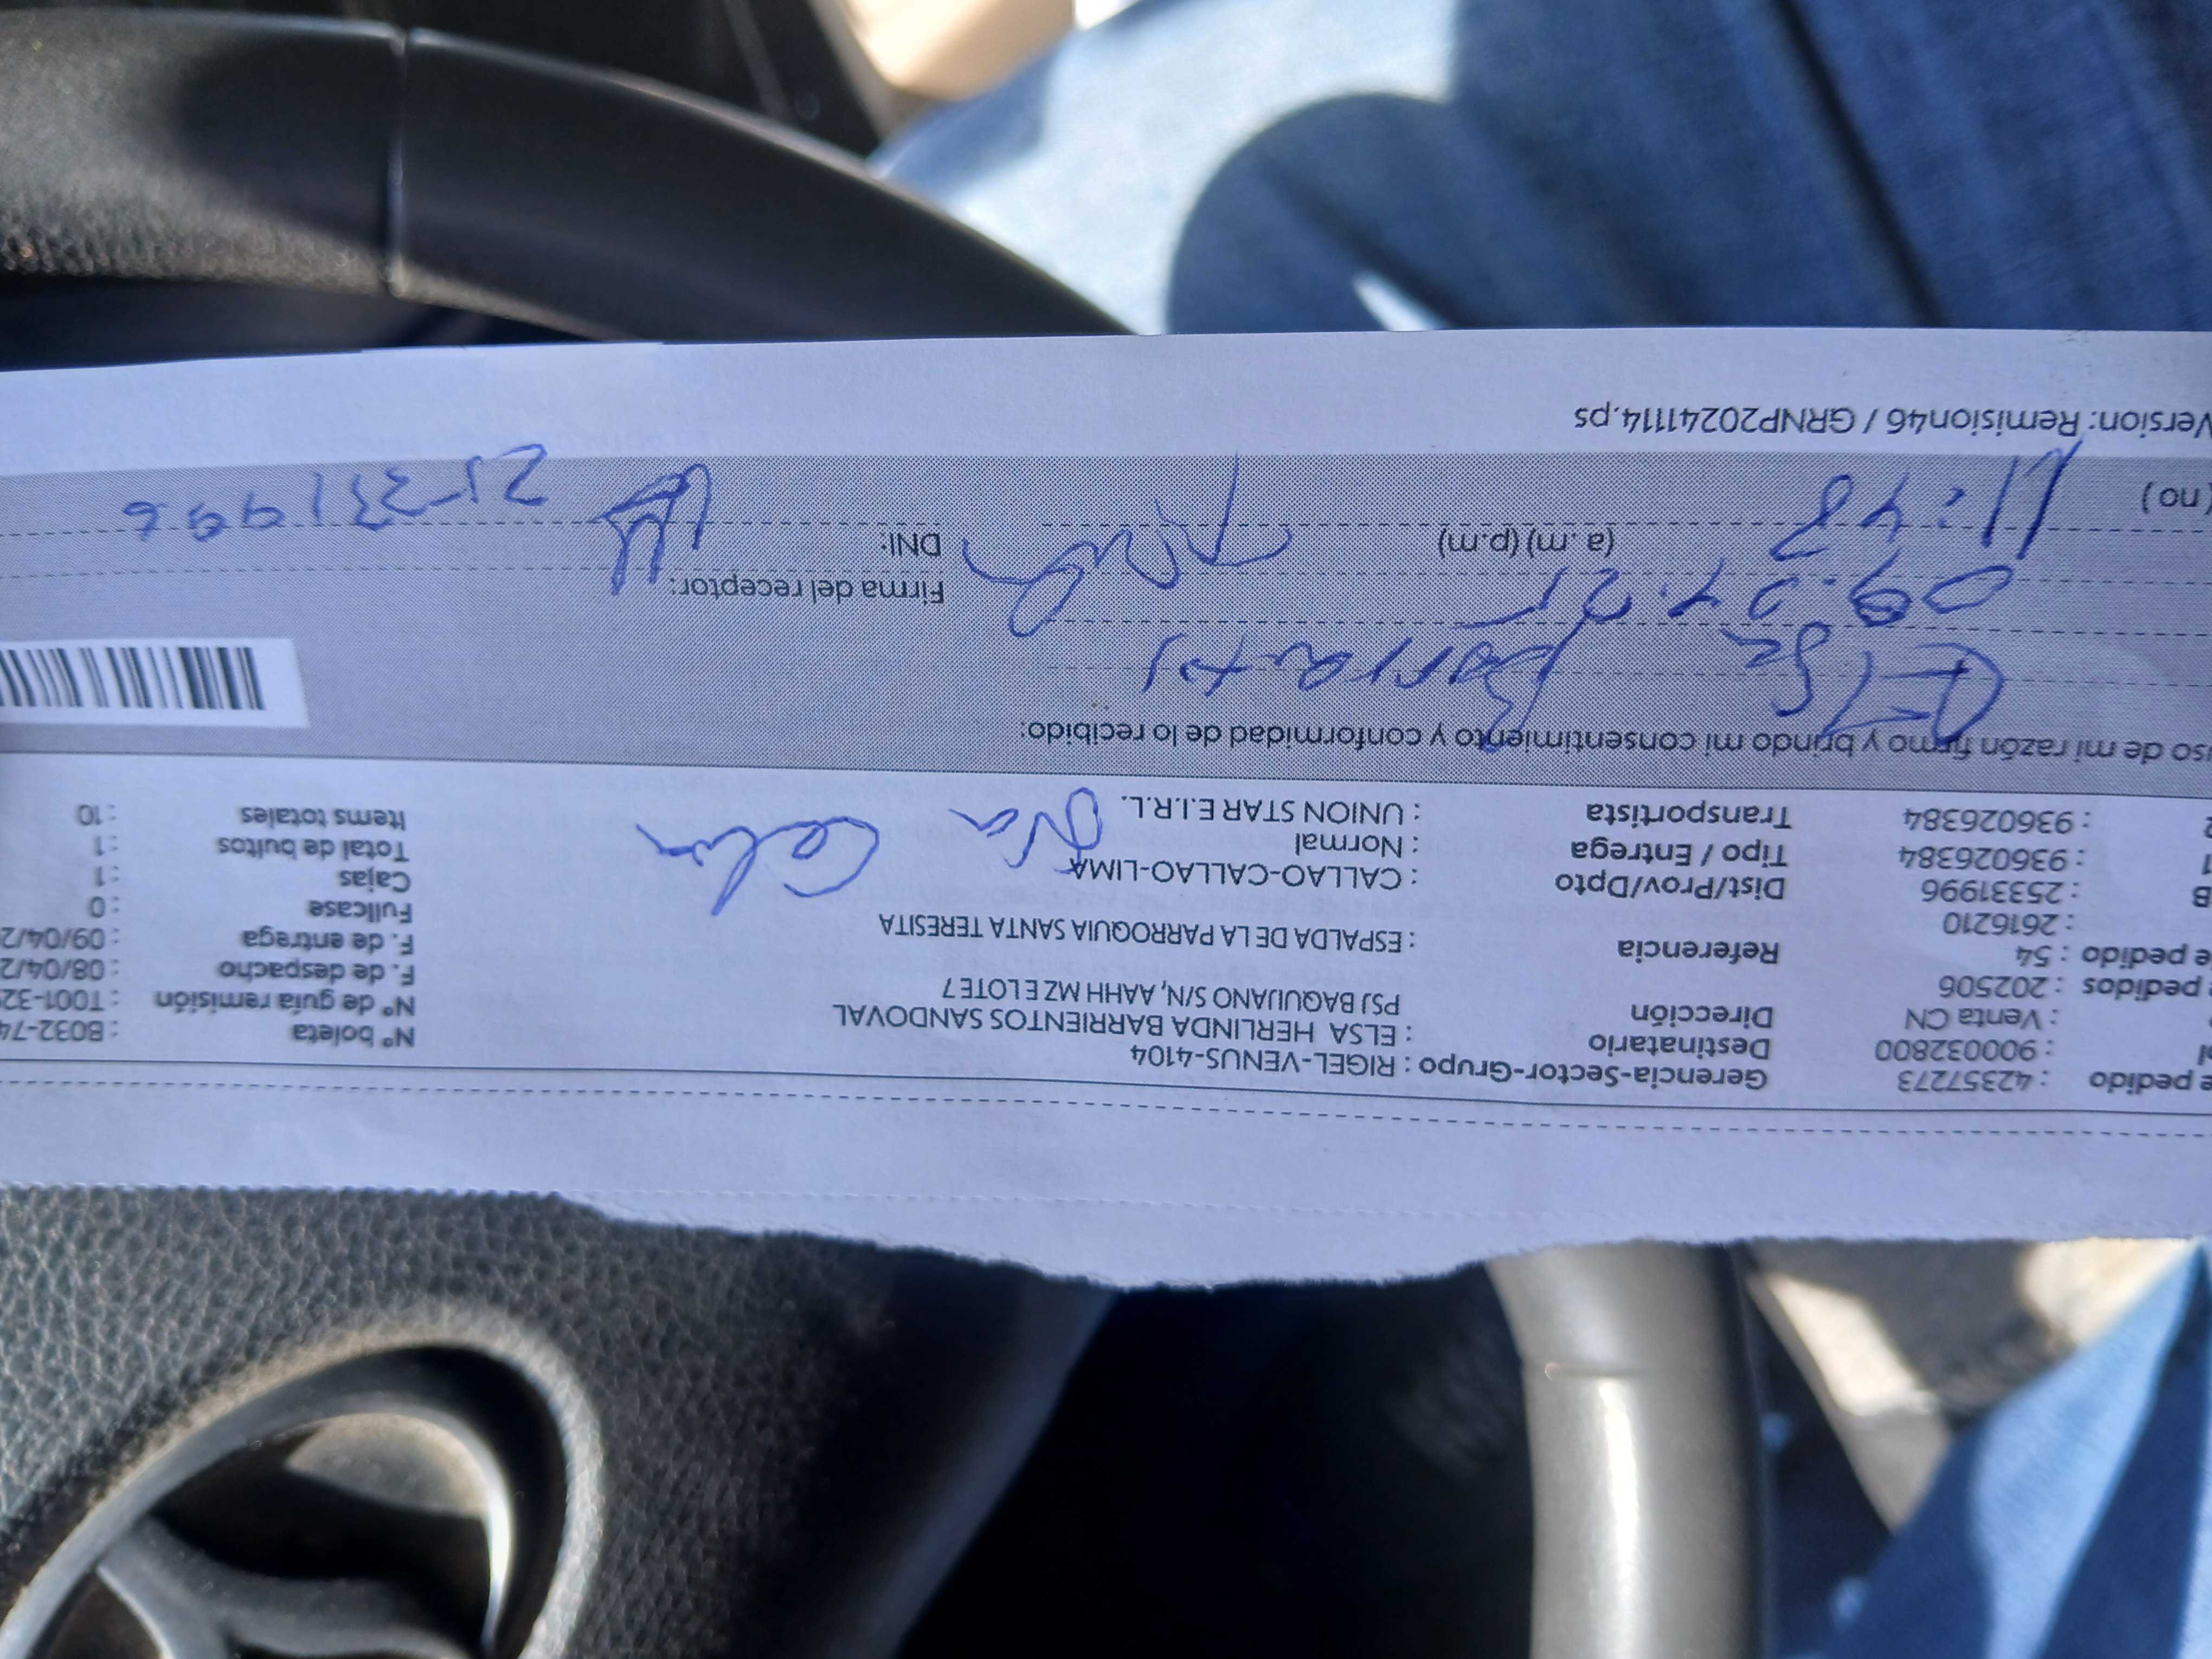 e pedido : 42357273 Gerencia-Sector-Grupo : RIGEL-VENUS-4104
: 900032800 Destinatario : ELSA HERLINDA BARRIENTOS SANDOVAL Nº boleta : B032-74
: Venta CN Dirección PSJ BAQUIJANO S/N, AAHH MZ E LOTE 7 Nº de guía remisión : T001-32
pedidos : 202506 F. de despacho : 08/04/2
e pedido : 54 Referencia : ESPALDA DE LA PARROQUIA SANTA TERESITA F. de entrega : 09/04/2
: 2616210 Fullcase : 0
B : 25331996 Dist/Prov/Dpto : CALLAO-CALLAO-LIMA Cajas : 1
1 : 936026384 Tipo / Entrega : Normal Total de bultos : 1
2 : 936026384 Transportista : UNION STAR E.I.R.L. Items totales : 10
uso de mi razón firmo y brindo mi consentimiento y conformidad de lo recibido:
Elsa Barrientos
09.04.25 Firma del receptor:
11:48 (a.m) (p.m) DNI: 25331996
(no)
Version: Remision46 / GRNP20241114.ps